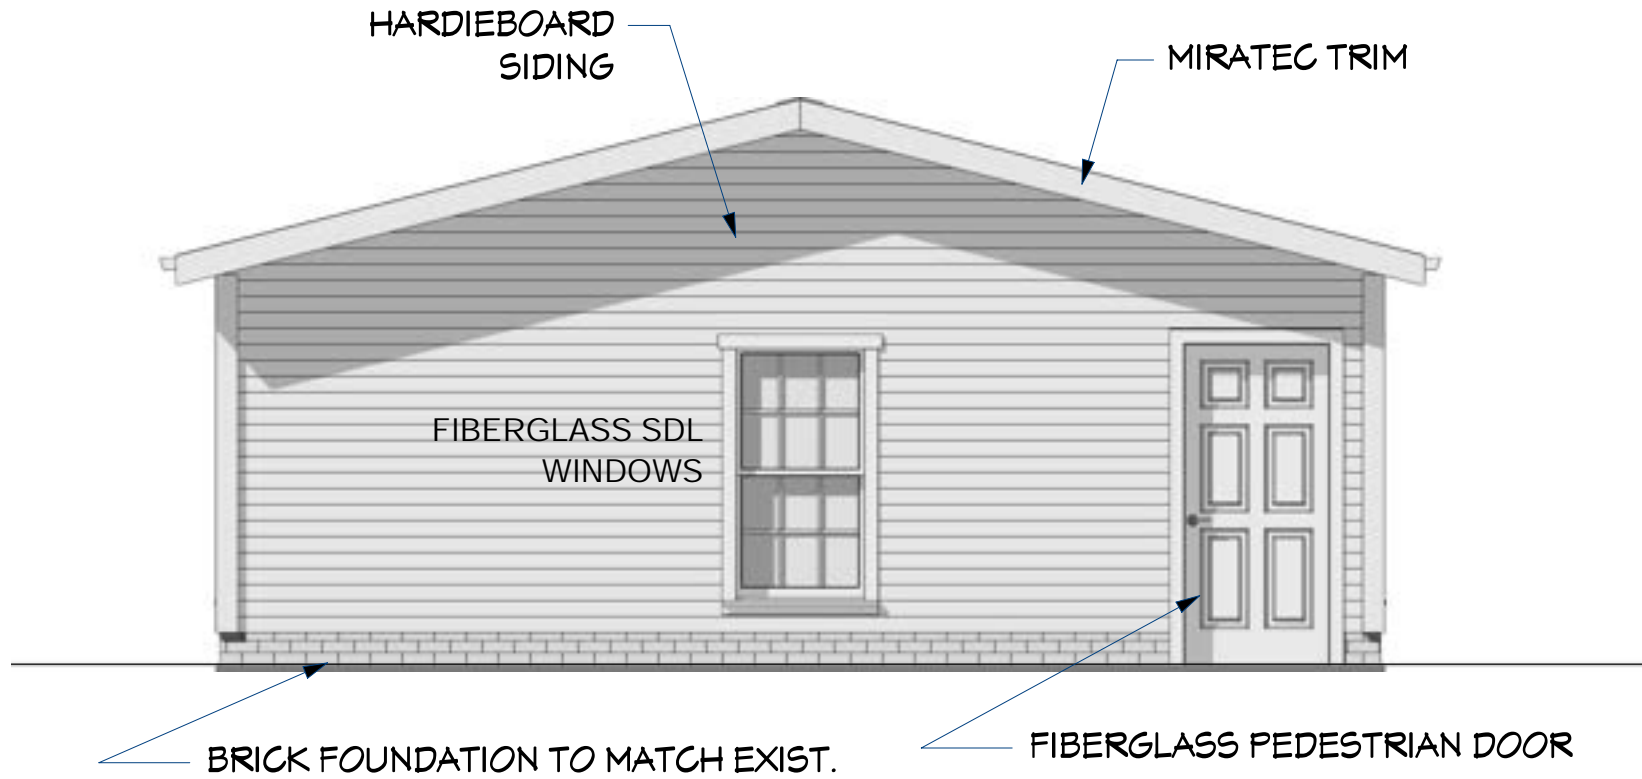 HARDIEBOARD
SIDING
MIRATEC TRIM
FIBERGLASS SDL
WINDOWS
BRICK FOUNDATION TO MATCH EXIST.
FIBERGLASS PEDESTRIAN DOOR